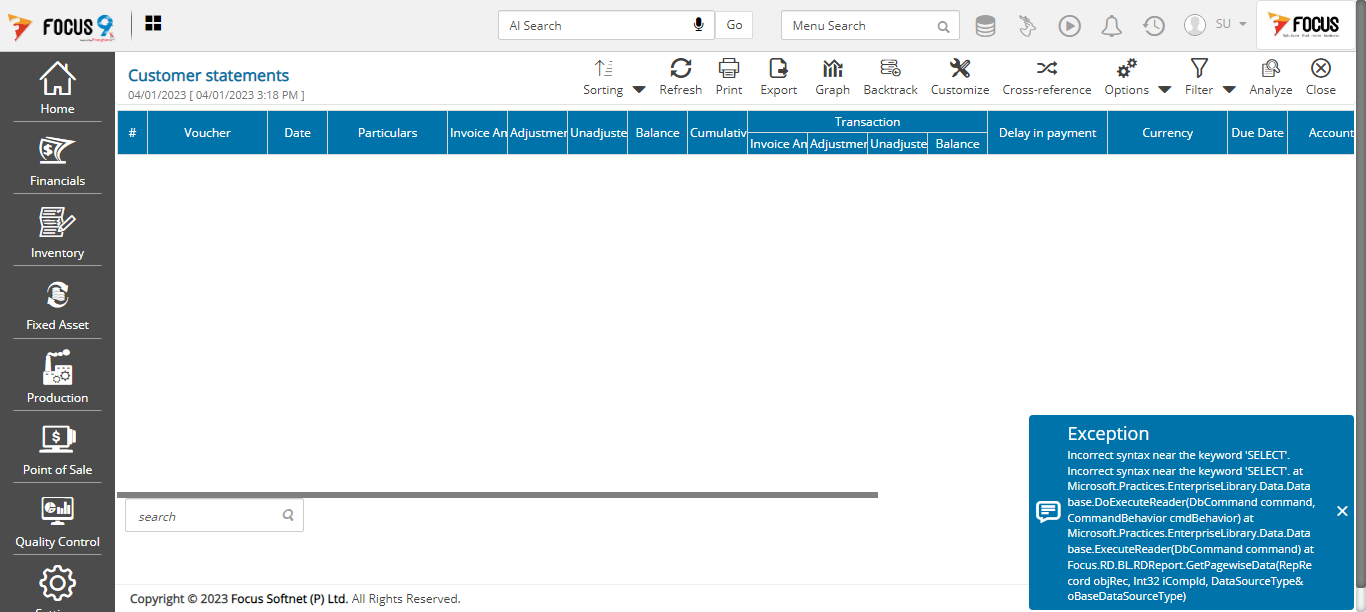 FOCUS 9
AI Search
Go
Menu Search
SU
FOCUS
Home
Financials
Inventory
Fixed Asset
Production
Point of Sale
Quality Control
Customer statements
04/01/2023 [ 04/01/2023 3:18 PM ]
Sorting
Refresh
Print
Export
Graph
Backtrack
Customize
Cross-reference
Options
Filter
Analyze
Close
#
Voucher
Date
Particulars
Invoice An
Adjustmer
Unadjuste
Balance
Cumulativ
Transaction
Invoice An
Adjustmer
Unadjuste
Balance
Delay in payment
Currency
Due Date
Account
search
Exception
Incorrect syntax near the keyword 'SELECT'.
Incorrect syntax near the keyword 'SELECT'. at
Microsoft.Practices.EnterpriseLibrary.Data.Data
base.DoExecuteReader(DbCommand command,
CommandBehavior cmdBehavior) at
Microsoft.Practices.EnterpriseLibrary.Data.Data
base.ExecuteReader(DbCommand command) at
Focus.RD.BL.RDReport.GetPagewiseData(RepRe
cord objRec, Int32 iCompId, DataSourceType&
oBaseDataSourceType)
Copyright © 2023 Focus Softnet (P) Ltd. All Rights Reserved.